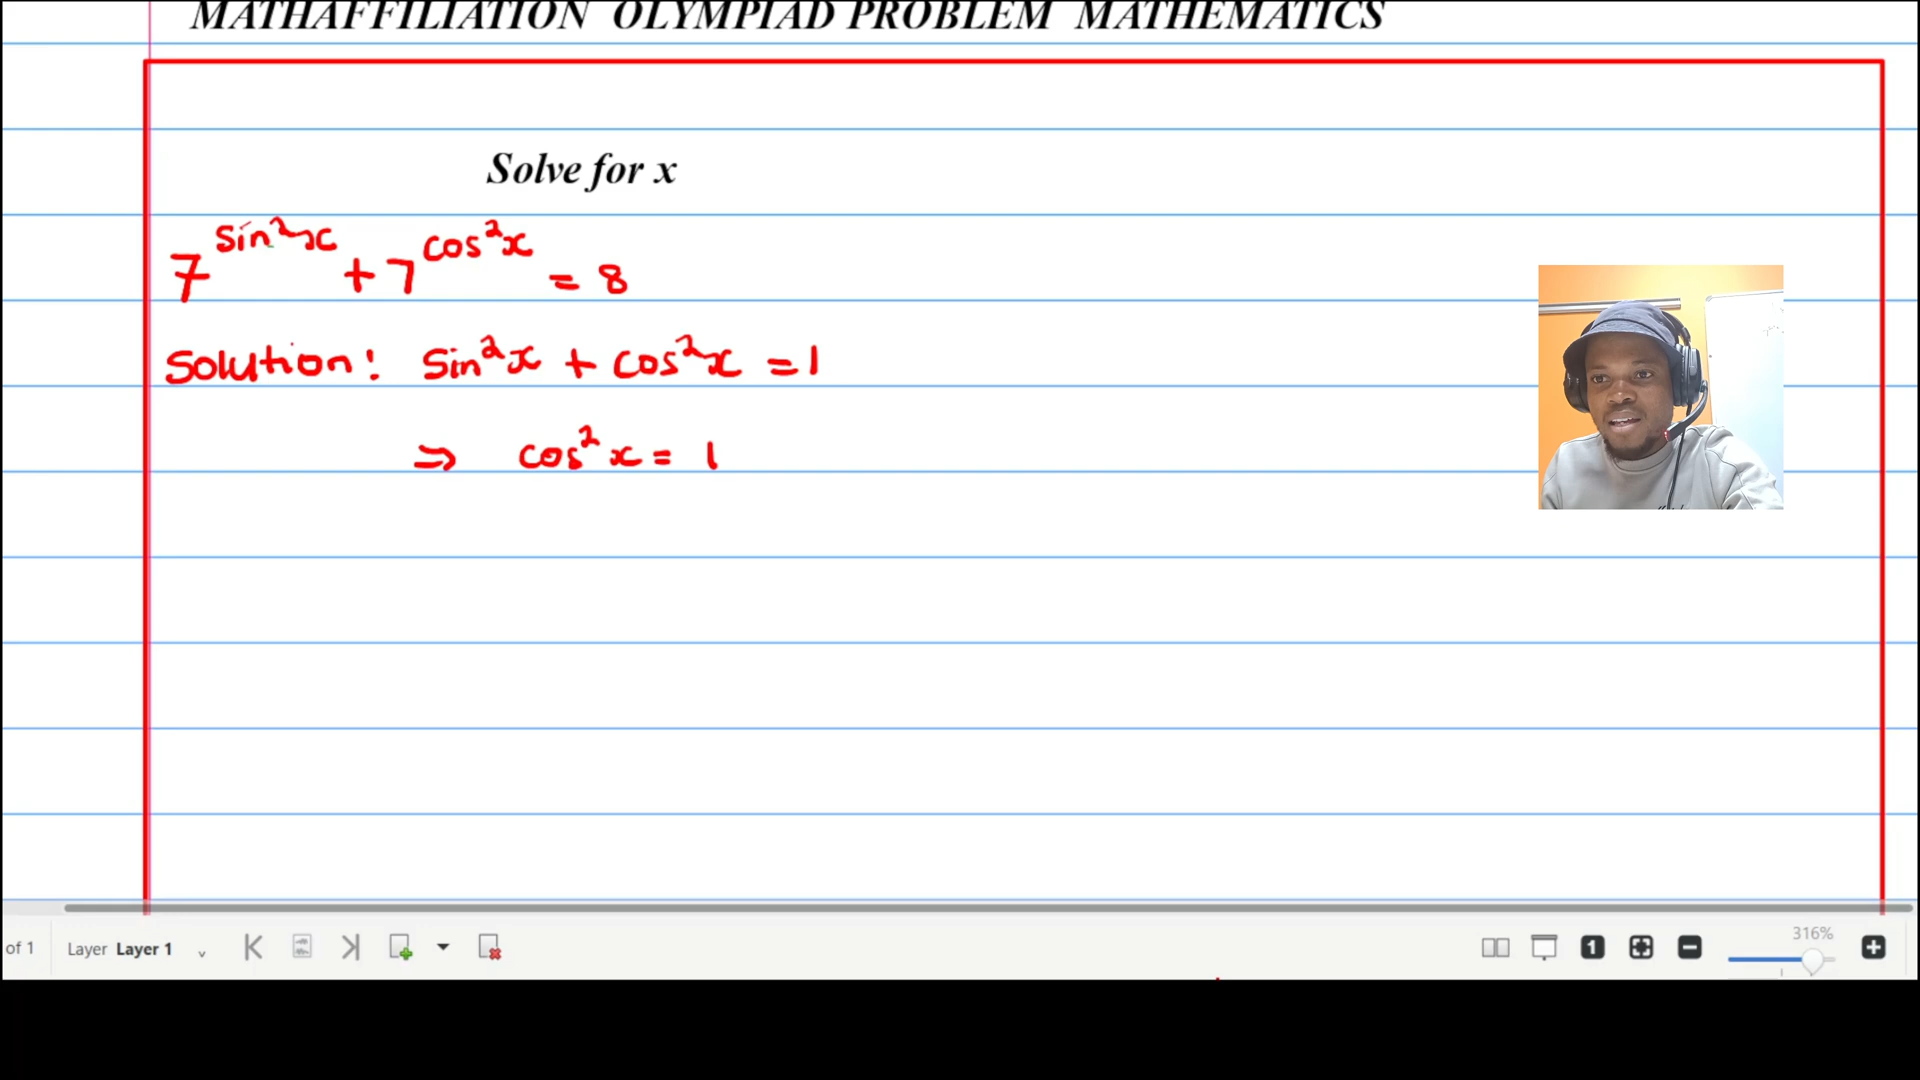 MATHAFFILIATION OLYMPIAD PROBLEM MATHEMATICS
Solve for x
7^sin²x + 7^cos²x = 8
Solution: sin²x + cos²x = 1
⇒ cos²x = 1
of 1 Layer Layer 1 1 316%